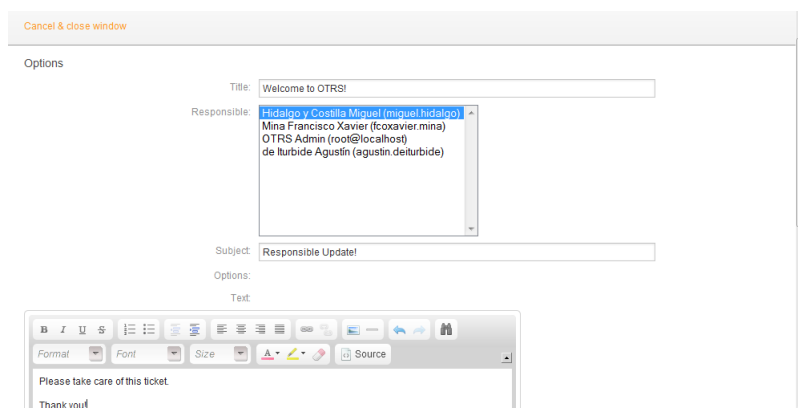 Cancel & close window
Options
Title: Welcome to OTRS!
Responsible: Hidalgo y Costilla Miguel (miguel.hidalgo)
Mina Francisco Xavier (fcoxavier.mina)
OTRS Admin (root@localhost)
de Iturbide Agustín (agustin.deiturbide)
Subject: Responsible Update!
Options:
Text:
B I U S
Format Font Size A Source
Please take care of this ticket.
Thank you!